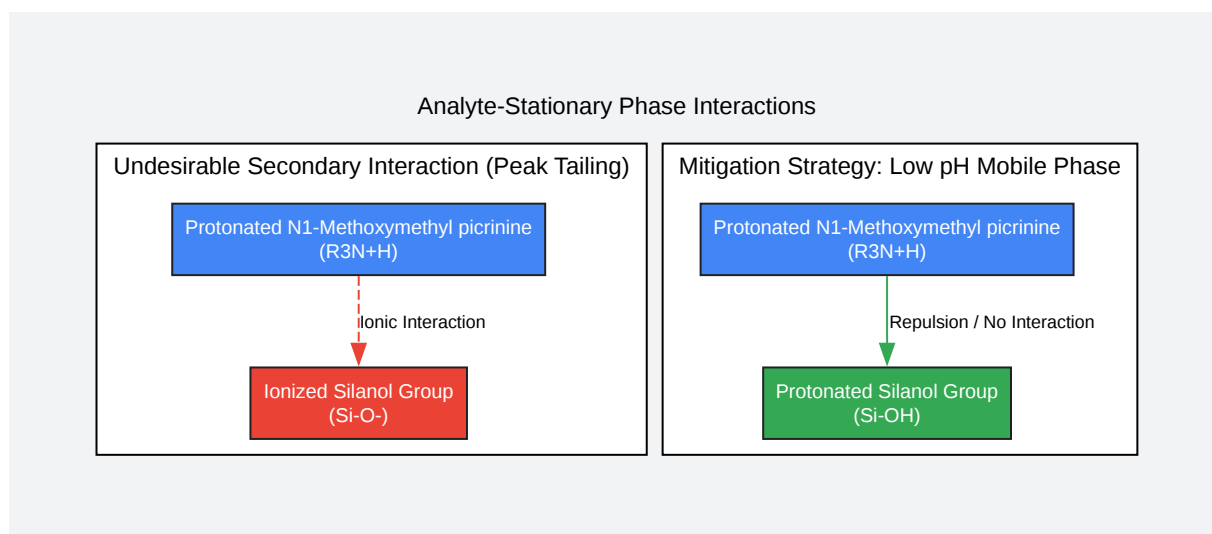 Analyte-Stationary Phase Interactions
Undesirable Secondary Interaction (Peak Tailing)
Protonated N1-Methoxymethyl picrinine
(R3N+H)
Ionic Interaction
Ionized Silanol Group
(Si-O-)
Mitigation Strategy: Low pH Mobile Phase
Protonated N1-Methoxymethyl picrinine
(R3N+H)
Repulsion / No Interaction
Protonated Silanol Group
(Si-OH)